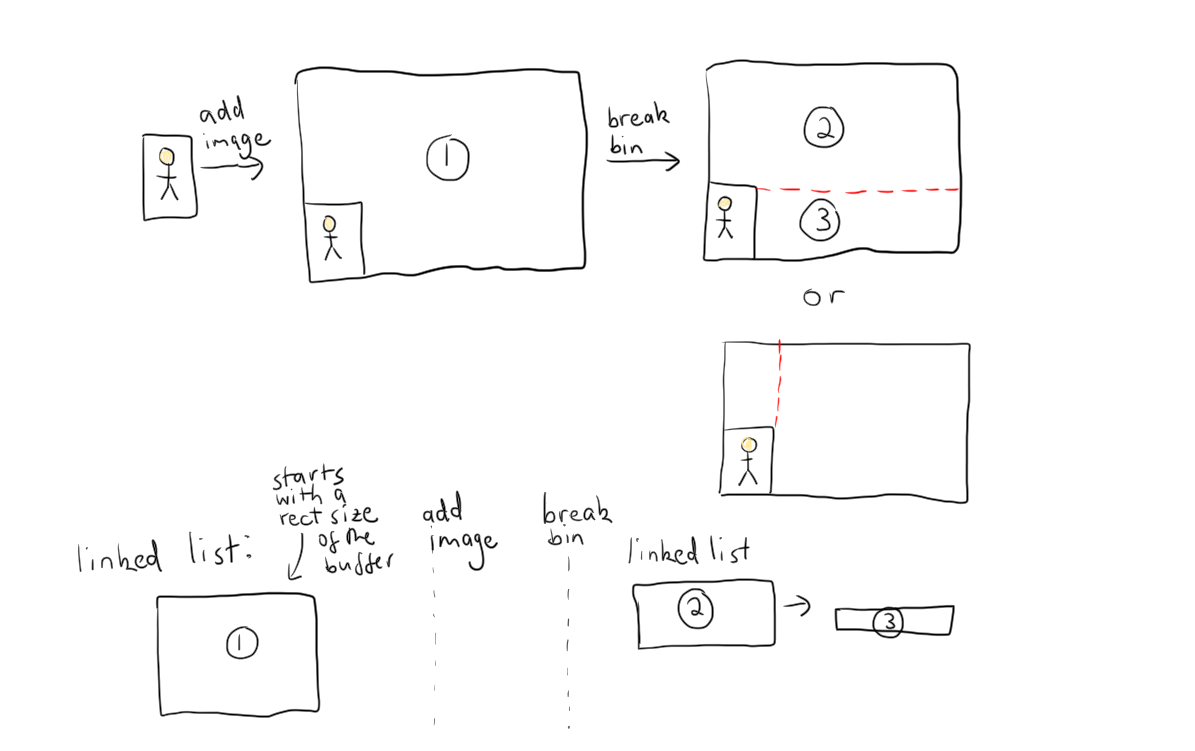 add
image
1
break
bin
2
3
or
starts
with a
rect size
of the
buffer
linked list:
1
add
image
break
bin
linked list
2
3